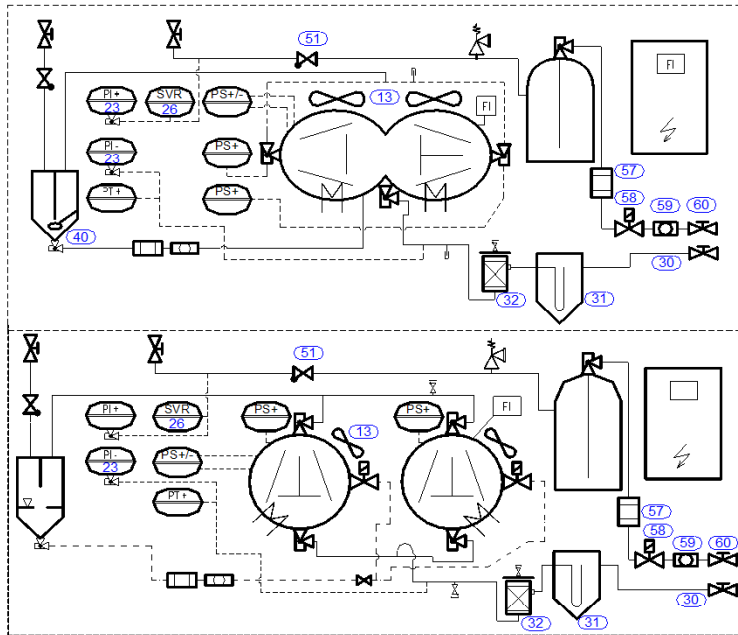 51
PI+
23
SVR
26
PS+/-
13
FI
FI
PI -
23
PS+
PT+
PS+
57
58
59
60
40
30
32
31
51
PI+
SVR
26
PS+
13
PS+
FI
PI -
23
PS+/-
PT+
57
58
59
60
30
32
31